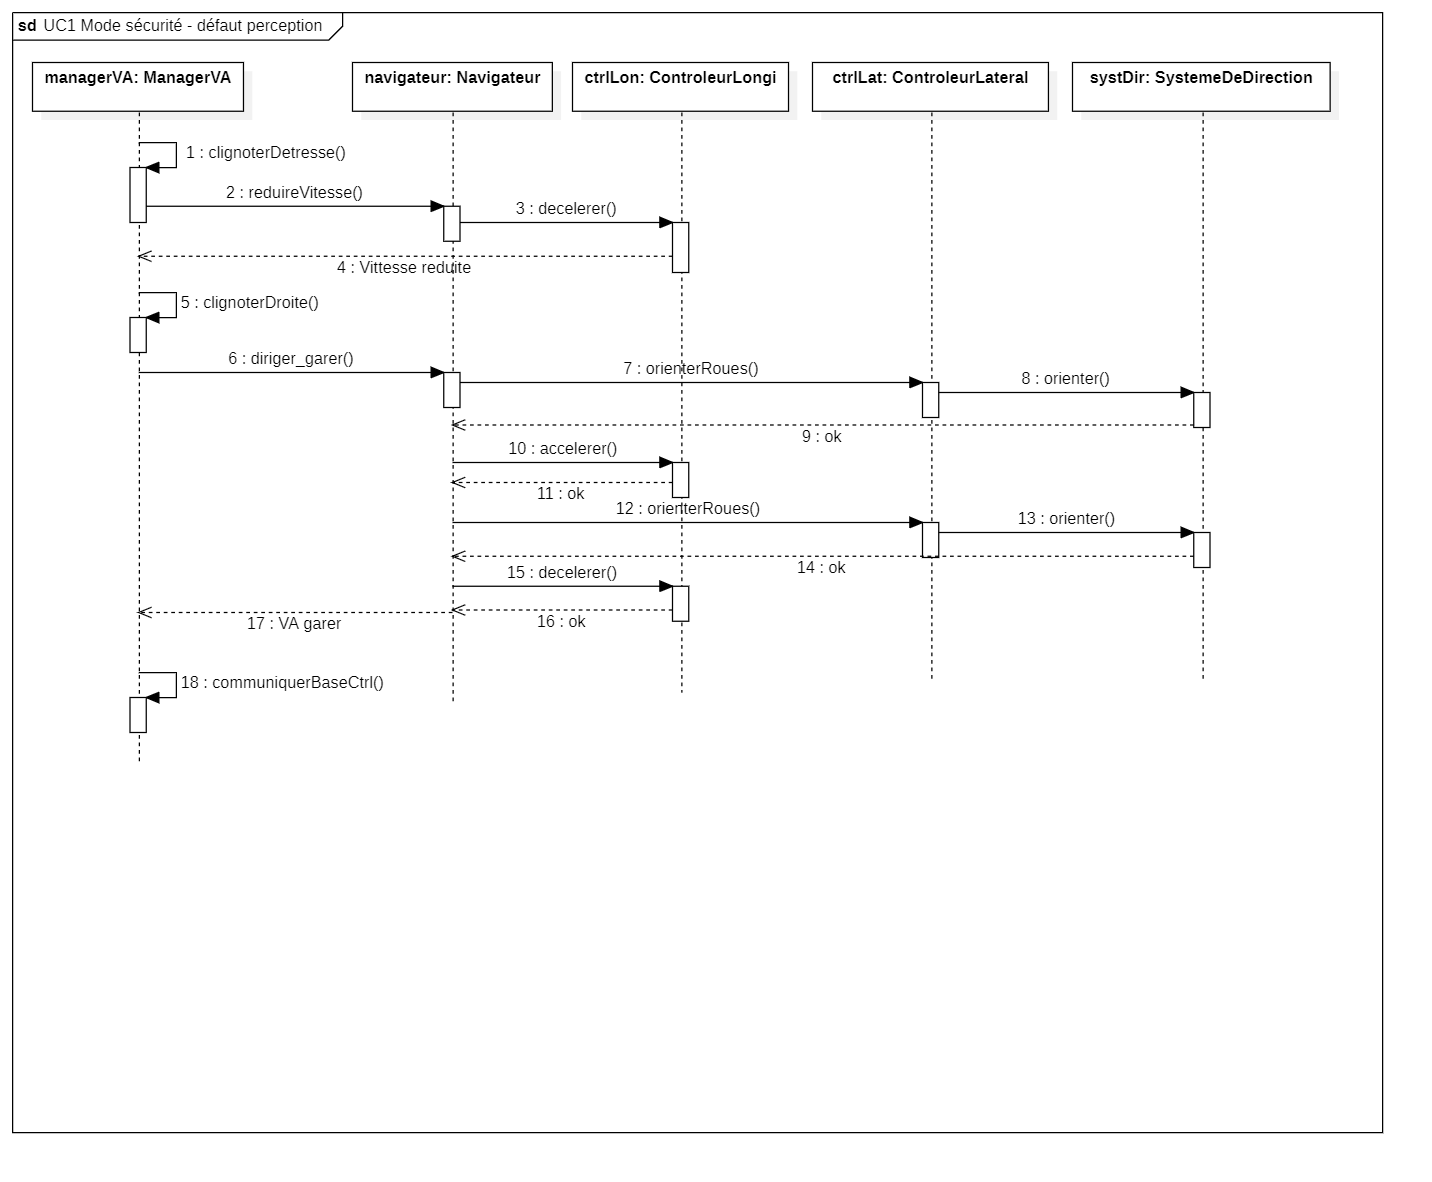 sd UC1 Mode sécurité - défaut perception
managerVA: ManagerVA
navigateur: Navigateur
ctrlLon: ControleurLongi
ctrlLat: ControleurLateral
systDir: SystemeDeDirection
1 : clignoterDetresse()
2 : reduireVitesse()
3 : decelerer()
4 : Vittesse reduite
5 : clignoterDroite()
6 : diriger_garer()
7 : orienterRoues()
8 : orienter()
9 : ok
10 : accelerer()
11 : ok
12 : orienterRoues()
13 : orienter()
14 : ok
15 : decelerer()
16 : ok
17 : VA garer
18 : communiquerBaseCtrl()